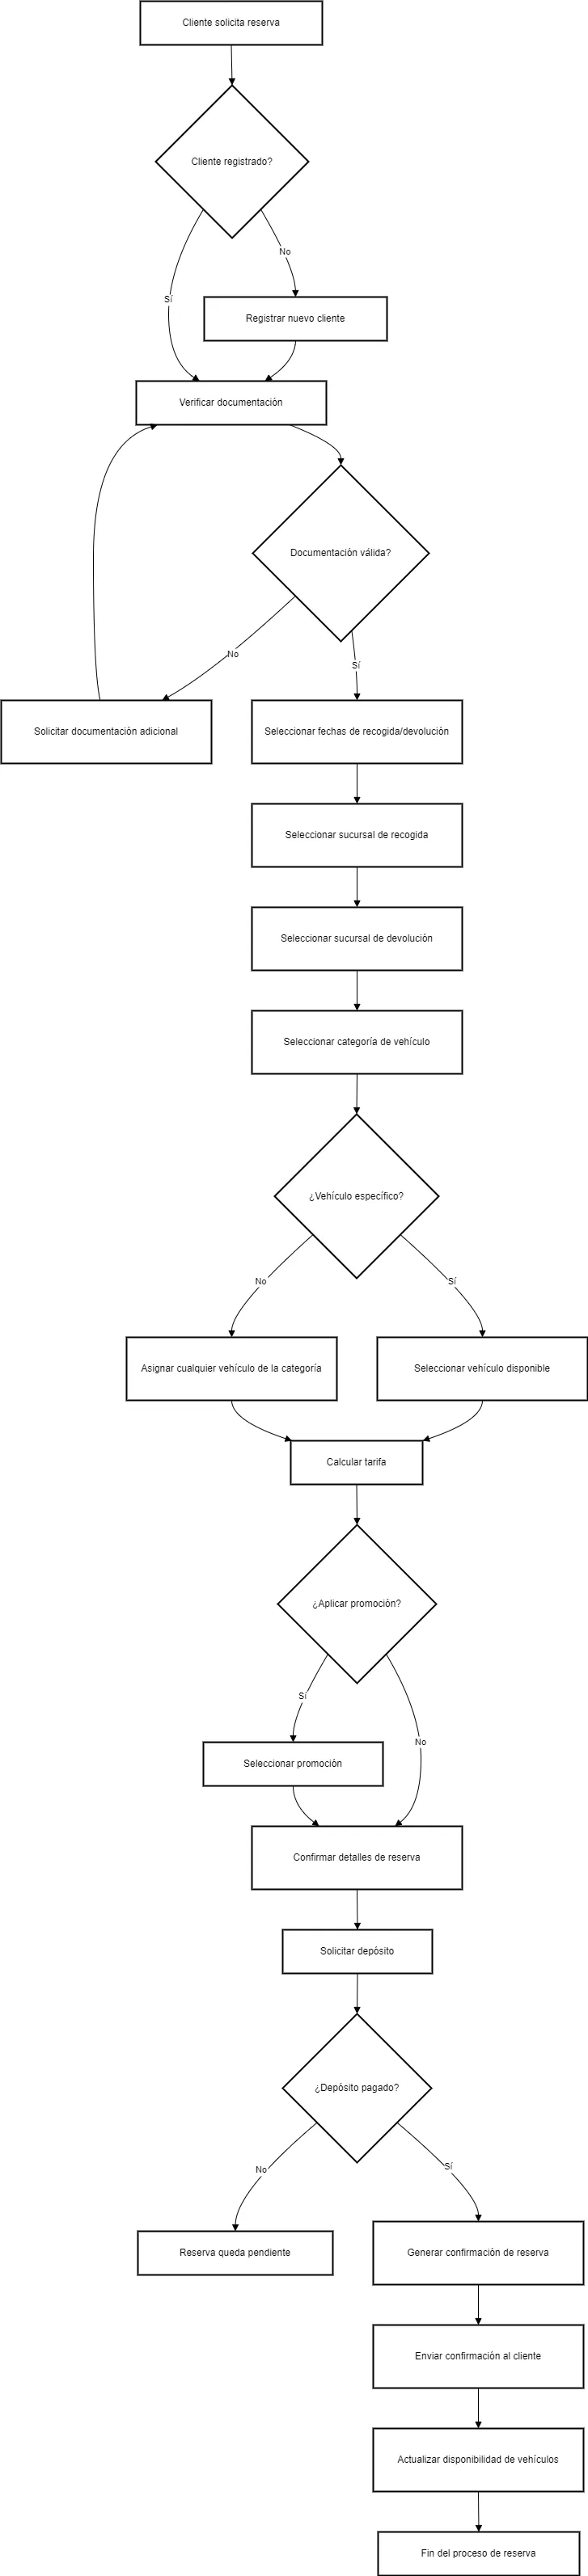 Cliente solicita reserva
Cliente registrado?
No
Sí
Registrar nuevo cliente
Verificar documentación
Documentación válida?
No
Sí
Solicitar documentación adicional
Seleccionar fechas de recogida/devolución
Seleccionar sucursal de recogida
Seleccionar sucursal de devolución
Seleccionar categoría de vehículo
¿Vehículo específico?
No
Sí
Asignar cualquier vehículo de la categoría
Seleccionar vehículo disponible
Calcular tarifa
¿Aplicar promoción?
Sí
No
Seleccionar promoción
Confirmar detalles de reserva
Solicitar depósito
¿Depósito pagado?
No
Sí
Reserva queda pendiente
Generar confirmación de reserva
Enviar confirmación al cliente
Actualizar disponibilidad de vehículos
Fin del proceso de reserva